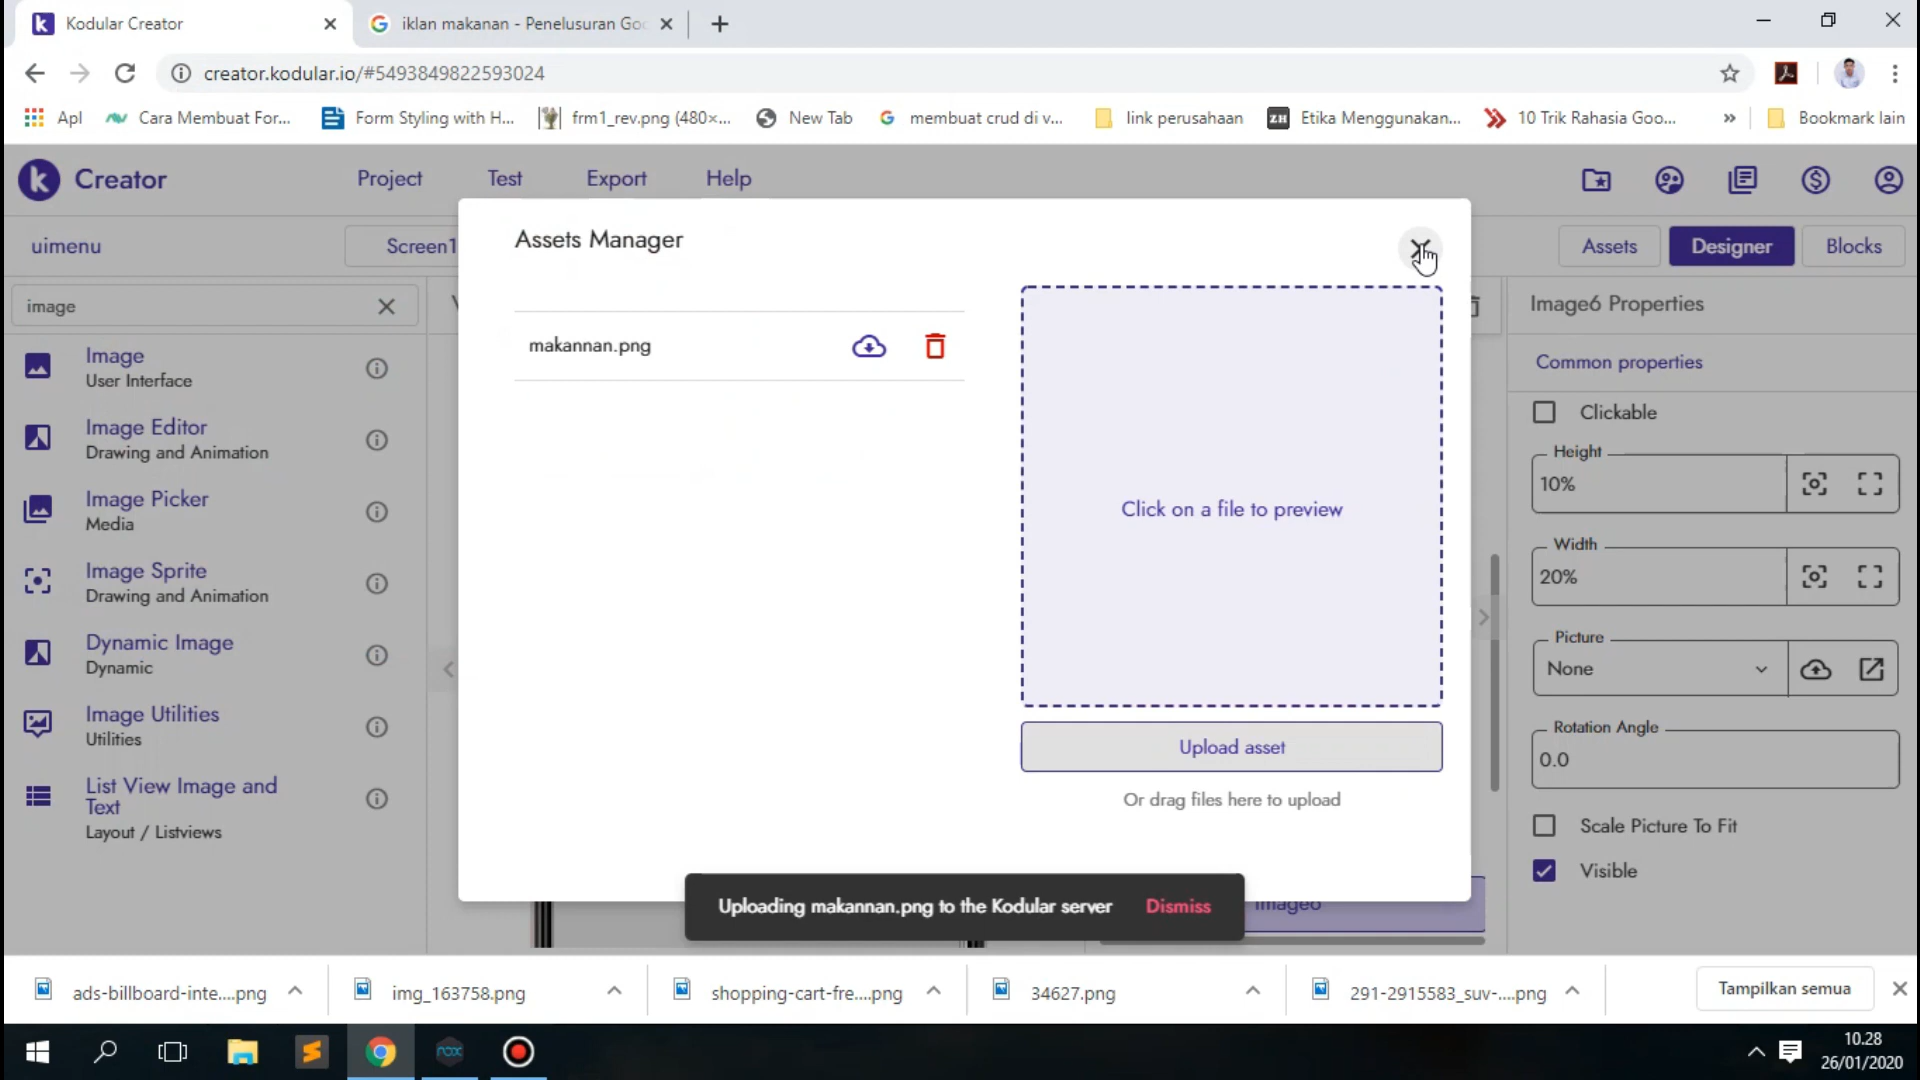 Kodular Creator
iklan makanan - Penelusuran Goo
creator.kodular.io/#5493849822593024
Apl
Cara Membuat For...
Form Styling with H...
frm1_rev.png (480×...
New Tab
membuat crud di v...
link perusahaan
ZH
Etika Menggunakan...
10 Trik Rahasia Goo...
Bookmark lain
Creator
Project
Test
Export
Help
uimenu
Screen1
Assets
Designer
Blocks
image
Image
User Interface
Image Editor
Drawing and Animation
Image Picker
Media
Image Sprite
Drawing and Animation
Dynamic Image
Dynamic
Image Utilities
Utilities
List View Image and
Text
Layout / Listviews
Assets Manager
makannan.png
Click on a file to preview
Upload asset
Or drag files here to upload
Uploading makannan.png to the Kodular server
Dismiss
Image6
Image6 Properties
Common properties
Clickable
Height
10%
Width
20%
Picture
None
Rotation Angle
0.0
Scale Picture To Fit
Visible
ads-billboard-inte....png
img_163758.png
shopping-cart-fre....png
34627.png
291-2915583_suv-....png
Tampilkan semua
nox
10.28
26/01/2020